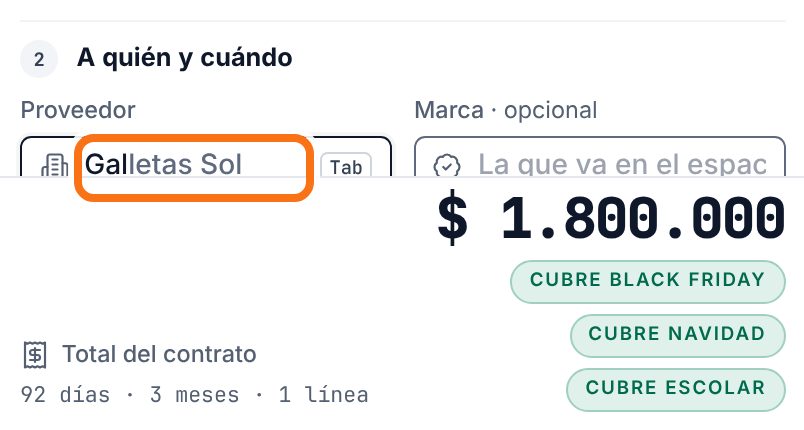 2 A quién y cuándo
Proveedor
Marca · opcional
Galletas Sol Tab
La que va en el espac
$ 1.800.000
CUBRE BLACK FRIDAY
CUBRE NAVIDAD
CUBRE ESCOLAR
Total del contrato
92 días · 3 meses · 1 línea